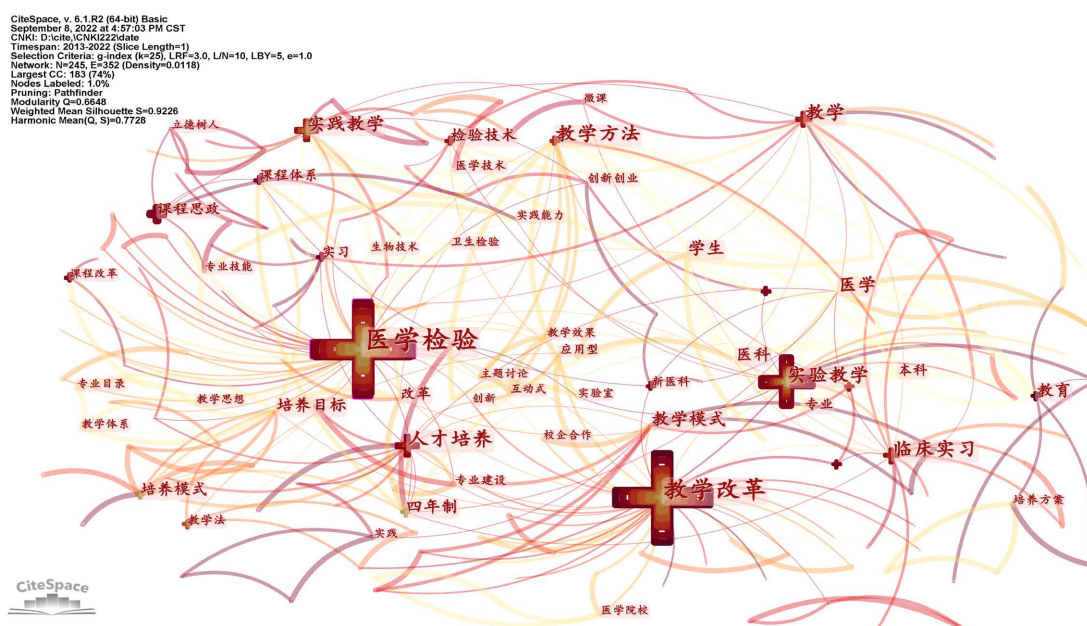 CiteSpace, v. 6.1.R2 (64-bit) Basic
September 8, 2022 at 4:57:03 PM CST
CNKI: D:\cite,\CNKI222\date
Timespan: 2013-2022 (Slice Length=1)
Selection Criteria: g-index (k=25), LRF=3.0, L/N=10, LBY=5, e=1.0
Network: N=245, E=352 (Density=0.0118)
Largest CC: 183 (74%)
Nodes Labeled: 1.0%
Pruning: Pathfinder
Modularity Q=0.6648
Weighted Mean Silhouette S=0.9226
Harmonic Mean(Q, S)=0.7728
微课
立德树人
实践教学
检验技术
教学方法
教学
医学技术
课程体系
创新创业
课程思政
实践能力
生物技术
卫生检验
学生
实习
专业技能
课程改革
医学
医学检验
教学效果
应用型
医科
主题讨论
实验教学
本科
专业目录
新医科
互动式
教育
改革
创新
实验室
教学思想
培养目标
专业
教学体系
教学模式
校企合作
人才培养
临床实习
专业建设
培养模式
教学改革
四年制
培养方案
教学法
实践
医学院校
CiteSpace